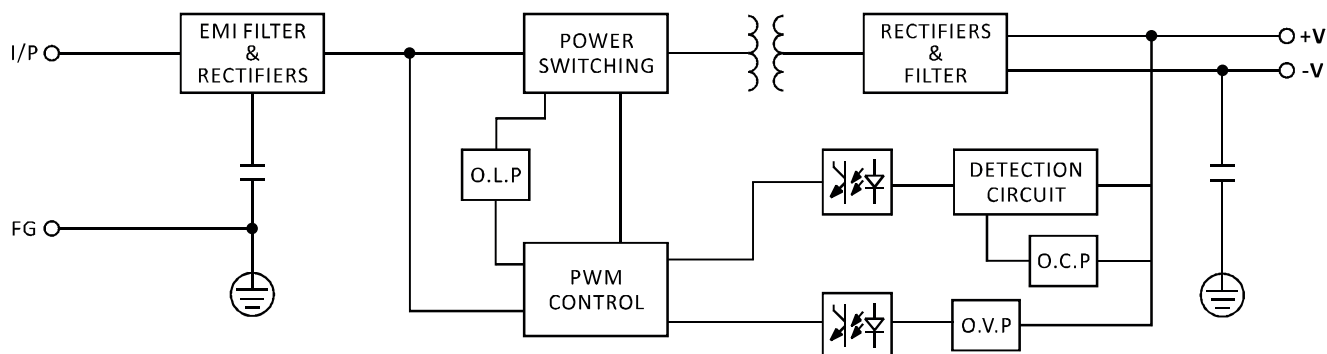 I/P
EMI FILTER
&
RECTIFIERS
POWER
SWITCHING
RECTIFIERS
&
FILTER
+V
-V
O.L.P
DETECTION
CIRCUIT
FG
O.C.P
PWM
CONTROL
O.V.P